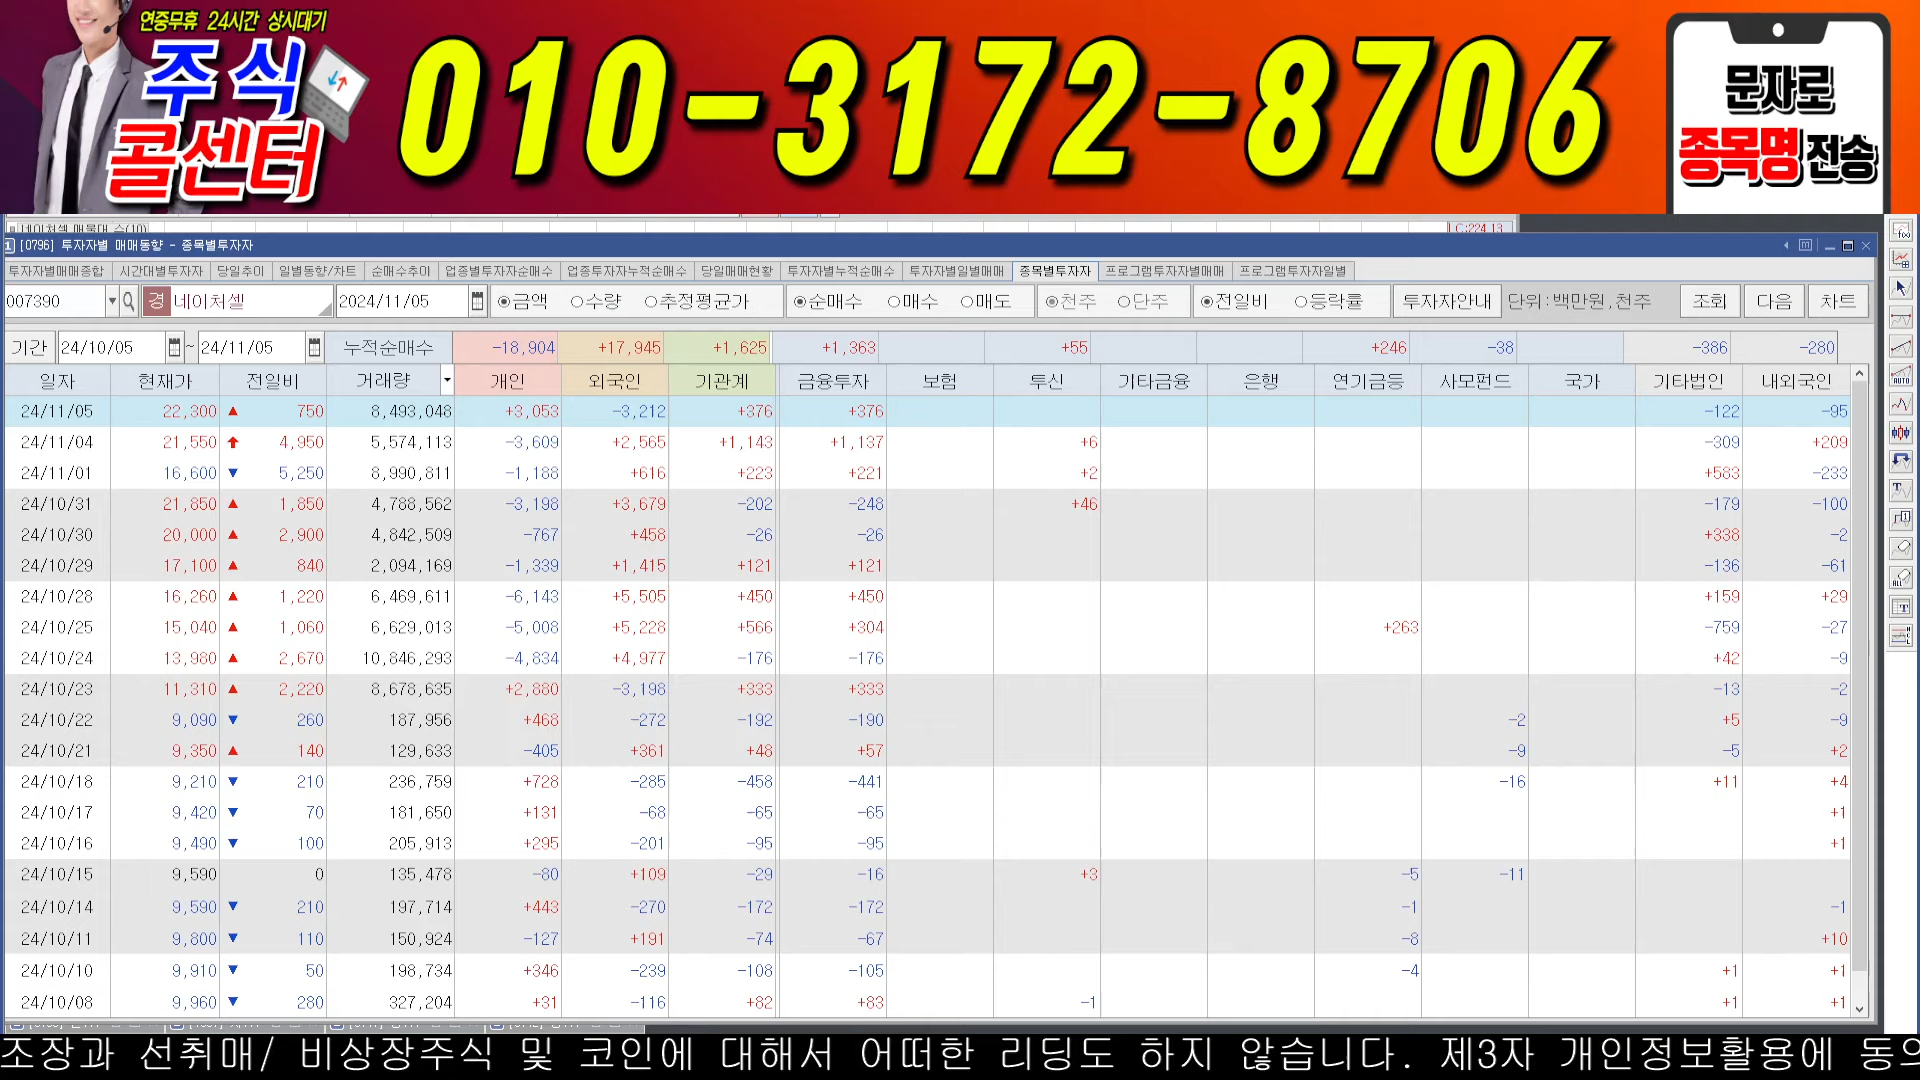 연중무휴 24시간 상시대기
주식
콜센터
010-3172-8706
문자로
종목명 전송
네이처셀 매물대 수(10)
C:224.13
1 [0796] 투자자별 매매동향 - 종목별투자자
투자자별매매종합 시간대별투자자 당일추이 일별동향/차트 순매수추이 업종별투자자순매수 업종투자자누적순매수 당일매매현황 투자자별누적순매수 투자자별일별매매 종목별투자자 프로그램투자자별매매 프로그램투자자일별
007390 경 네이처셀 2024/11/05 금액 수량 추정평균가 순매수 매수 매도 천주 단주 전일비 등락률 투자자안내 단위:백만원,천주 조회 다음 차트
기간 24/10/05 ~ 24/11/05 누적순매수 -18,904 +17,945 +1,625 +1,363 +55 +246 -38 -386 -280
일자 현재가 전일비 거래량 개인 외국인 기관계 금융투자 보험 투신 기타금융 은행 연기금등 사모펀드 국가 기타법인 내외국인
24/11/05 22,300 ▲ 750 8,493,048 +3,053 -3,212 +376 +376 -122 -95
24/11/04 21,550 ↑ 4,950 5,574,113 -3,609 +2,565 +1,143 +1,137 +6 -309 +209
24/11/01 16,600 ▼ 5,250 8,990,811 -1,188 +616 +223 +221 +2 +583 -233
24/10/31 21,850 ▲ 1,850 4,788,562 -3,198 +3,679 -202 -248 +46 -179 -100
24/10/30 20,000 ▲ 2,900 4,842,509 -767 +458 -26 -26 +338 -2
24/10/29 17,100 ▲ 840 2,094,169 -1,339 +1,415 +121 +121 -136 -61
24/10/28 16,260 ▲ 1,220 6,469,611 -6,143 +5,505 +450 +450 +159 +29
24/10/25 15,040 ▲ 1,060 6,629,013 -5,008 +5,228 +566 +304 +263 -759 -27
24/10/24 13,980 ▲ 2,670 10,846,293 -4,834 +4,977 -176 -176 +42 -9
24/10/23 11,310 ▲ 2,220 8,678,635 +2,880 -3,198 +333 +333 -13 -2
24/10/22 9,090 ▼ 260 187,956 +468 -272 -192 -190 -2 +5 -9
24/10/21 9,350 ▲ 140 129,633 -405 +361 +48 +57 -9 -5 +2
24/10/18 9,210 ▼ 210 236,759 +728 -285 -458 -441 -16 +11 +4
24/10/17 9,420 ▼ 70 181,650 +131 -68 -65 -65 +1
24/10/16 9,490 ▼ 100 205,913 +295 -201 -95 -95 +1
24/10/15 9,590 0 135,478 -80 +109 -29 -16 +3 -5 -11
24/10/14 9,590 ▼ 210 197,714 +443 -270 -172 -172 -1 -1
24/10/11 9,800 ▼ 110 150,924 -127 +191 -74 -67 -8 +10
24/10/10 9,910 ▼ 50 198,734 +346 -239 -108 -105 -4 +1 +1
24/10/08 9,960 ▼ 280 327,204 +31 -116 +82 +83 -1 +1 +1
조장과 선취매/ 비상장주식 및 코인에 대해서 어떠한 리딩도 하지 않습니다. 제3자 개인정보활용에 동의